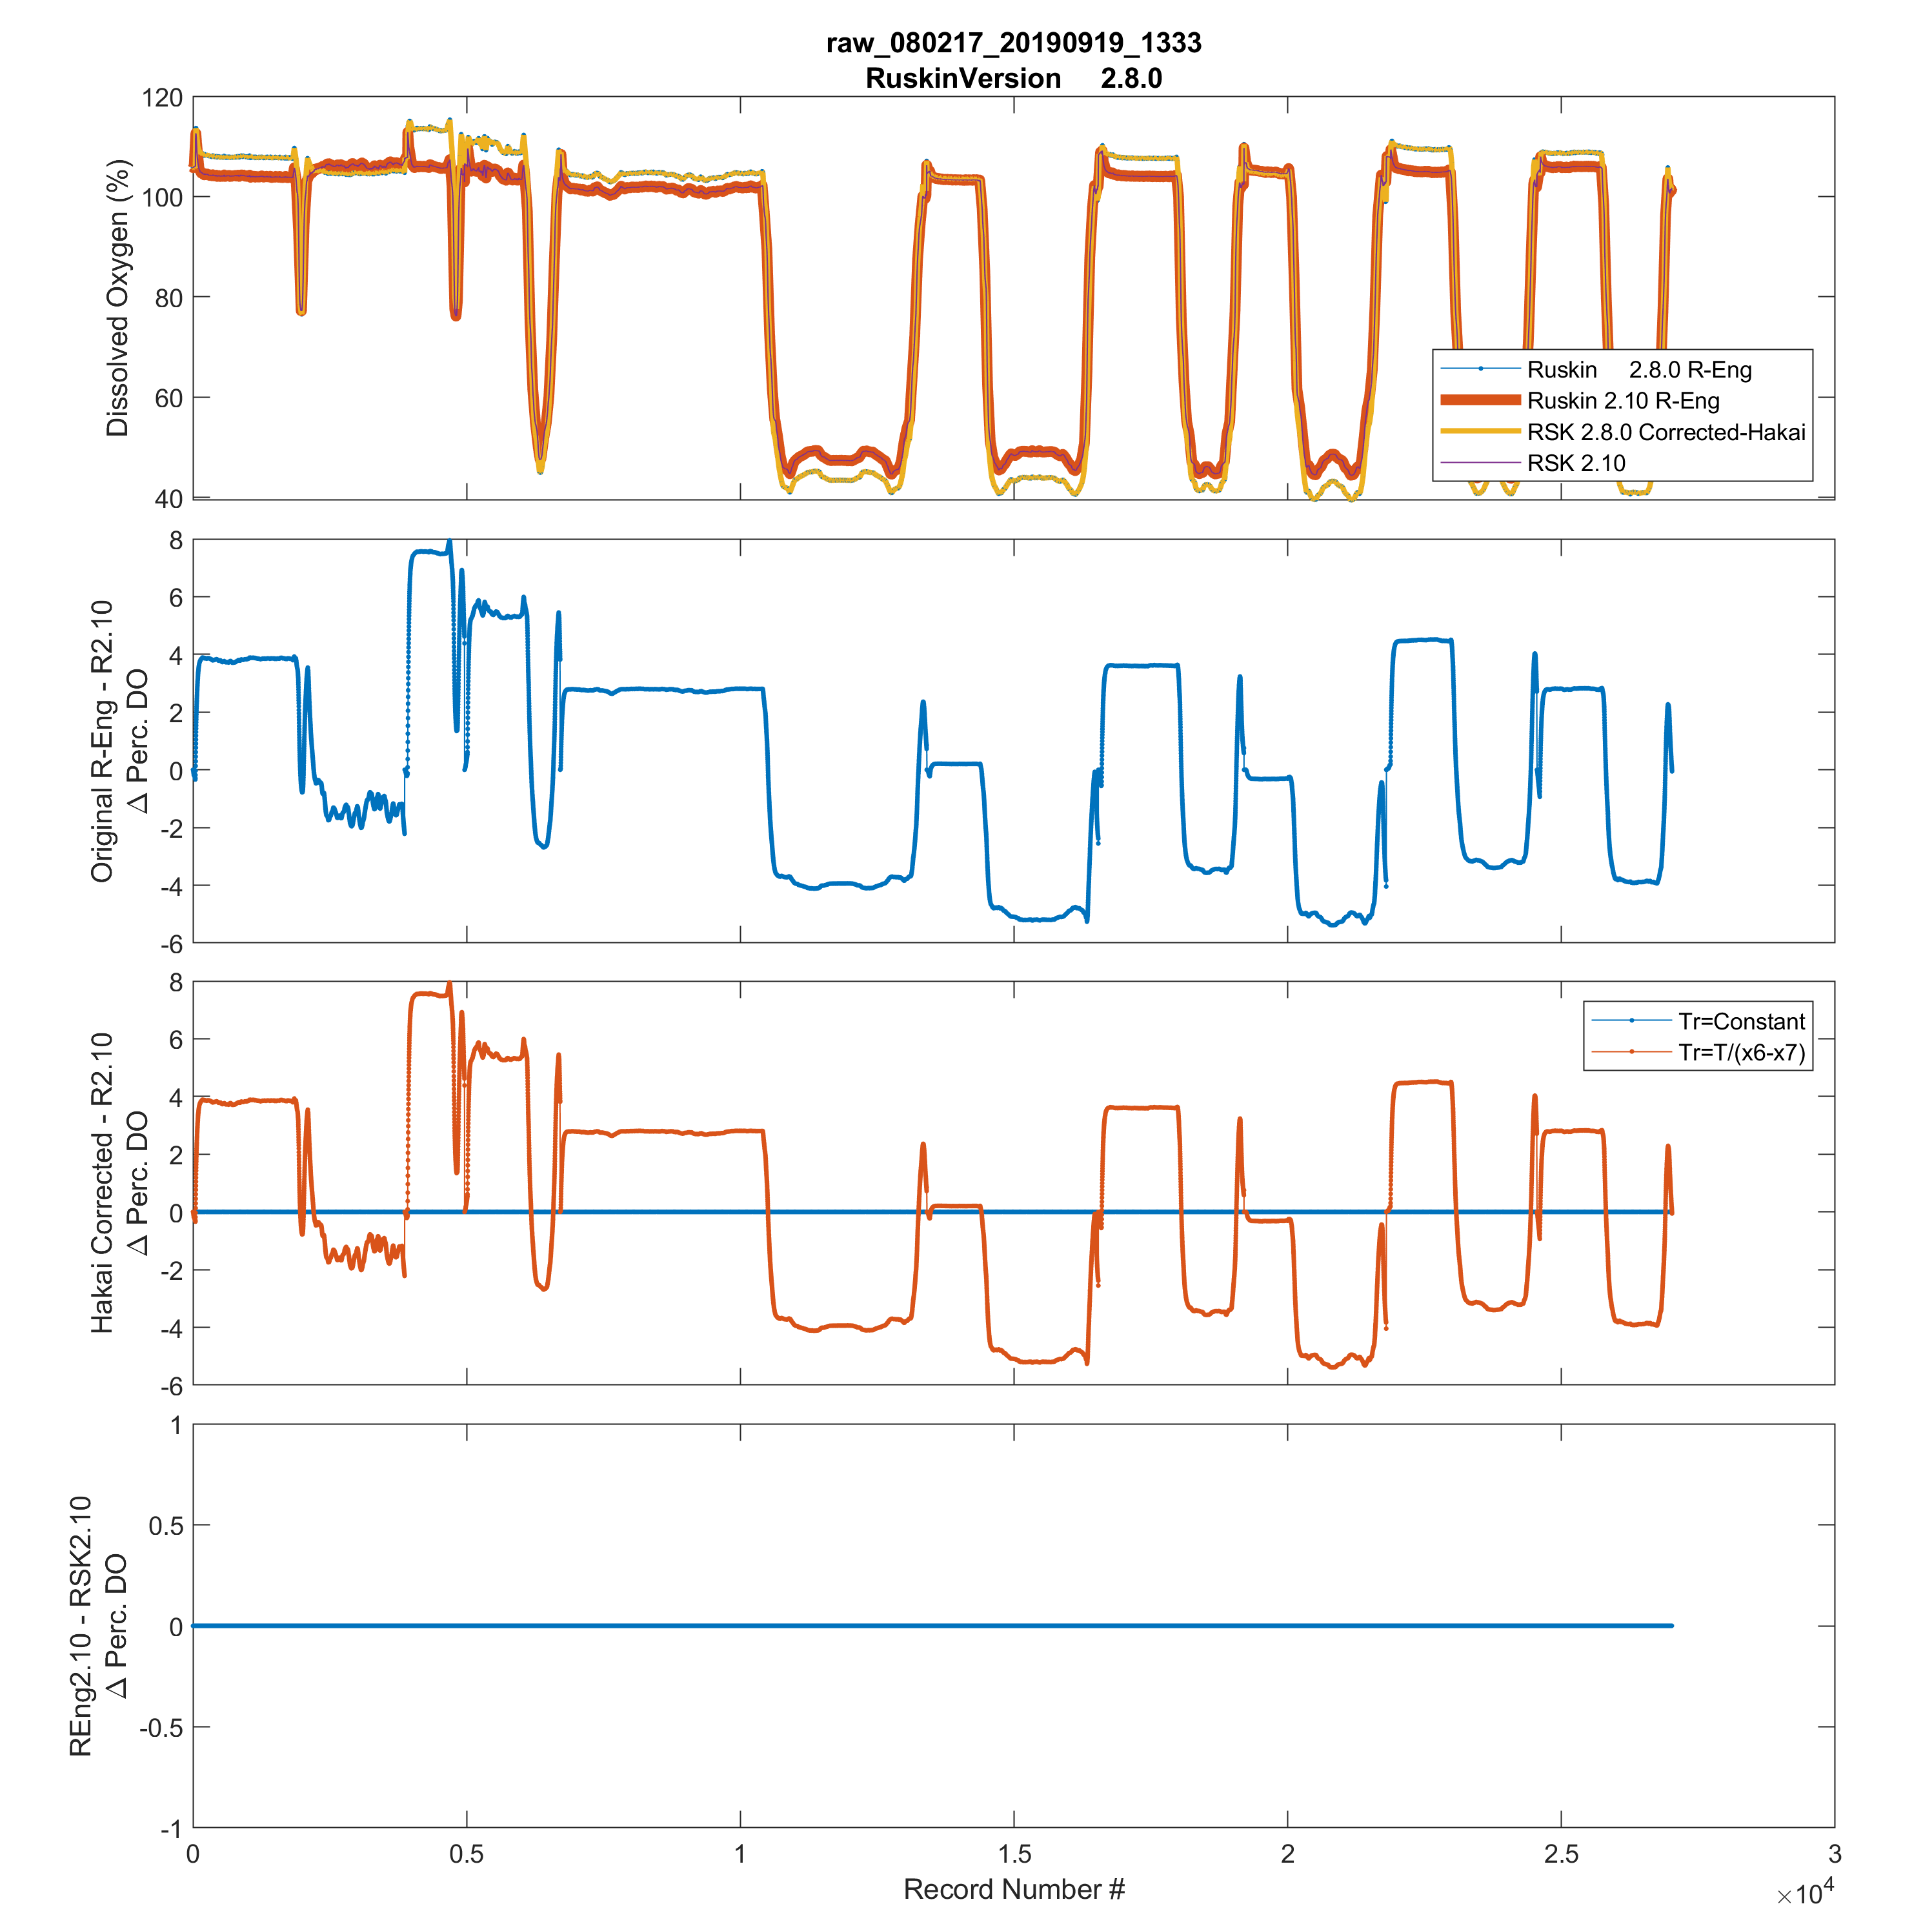 raw_080217_20190919_1333
RuskinVersion 2.8.0
120
100
80
60
40
Dissolved Oxygen (%)
Ruskin 2.8.0 R-Eng
Ruskin 2.10 R-Eng
RSK 2.8.0 Corrected-Hakai
RSK 2.10
8
6
4
2
0
-2
-4
-6
Original R-Eng - R2.10
Δ Perc. DO
8
6
4
2
0
-2
-4
-6
Hakai Corrected - R2.10
Δ Perc. DO
Tr=Constant
Tr=T/(x6-x7)
1
0.5
0
-0.5
-1
REng2.10 - RSK2.10
Δ Perc. DO
0 0.5 1 1.5 2 2.5 3
Record Number #
×10⁴